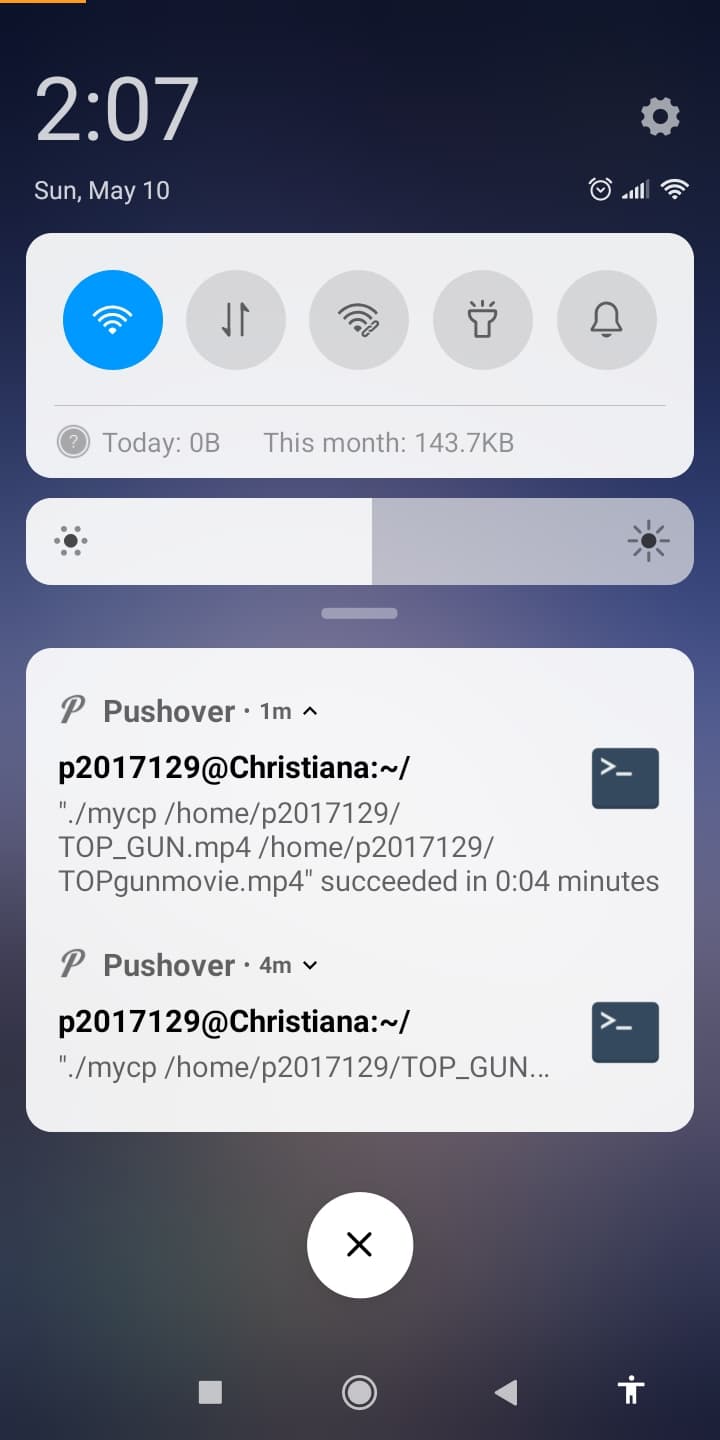 2:07
Sun, May 10
Today: 0B This month: 143.7KB
Pushover · 1m
p2017129@Christiana:~/
"./mycp /home/p2017129/
TOP_GUN.mp4 /home/p2017129/
TOPgunmovie.mp4" succeeded in 0:04 minutes
Pushover · 4m
p2017129@Christiana:~/
"./mycp /home/p2017129/TOP_GUN...